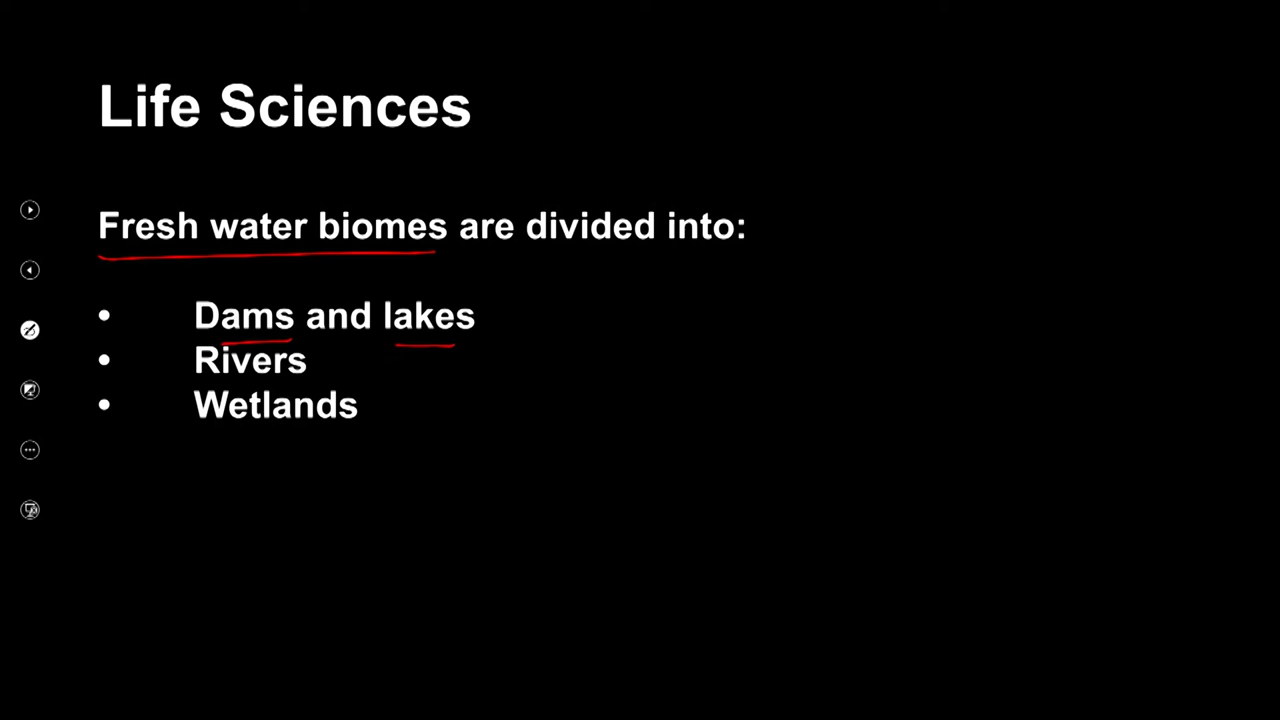 Life Sciences
Fresh water biomes are divided into:
• Dams and lakes
• Rivers
• Wetlands